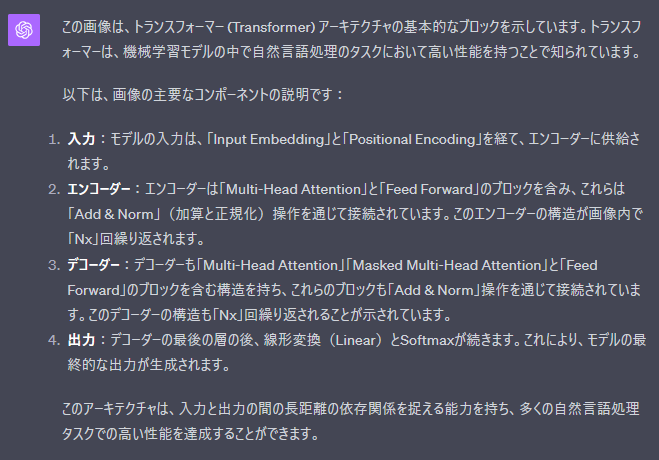 この画像は、トランスフォーマー (Transformer) アーキテクチャの基本的なブロックを示しています。トランスフ
ォーマーは、機械学習モデルの中で自然言語処理のタスクにおいて高い性能を持つことで知られています。
以下は、画像の主要なコンポーネントの説明です：
1. 入力：モデルの入力は、「Input Embedding」と「Positional Encoding」を経て、エンコーダーに供給さ
れます。
2. エンコーダー：エンコーダーは「Multi-Head Attention」と「Feed Forward」のブロックを含み、これらは
「Add & Norm」（加算と正規化）操作を通じて接続されています。このエンコーダーの構造が画像内で
「Nx」回繰り返されます。
3. デコーダー：デコーダーも「Multi-Head Attention」「Masked Multi-Head Attention」と「Feed
Forward」のブロックを含む構造を持ち、これらのブロックも「Add & Norm」操作を通じて接続されていま
す。このデコーダーの構造も「Nx」回繰り返されることが示されています。
4. 出力：デコーダーの最後の層の後、線形変換（Linear）とSoftmaxが続きます。これにより、モデルの最
終的な出力が生成されます。
このアーキテクチャは、入力と出力の間の長距離の依存関係を捉える能力を持ち、多くの自然言語処理
タスクでの高い性能を達成することができます。